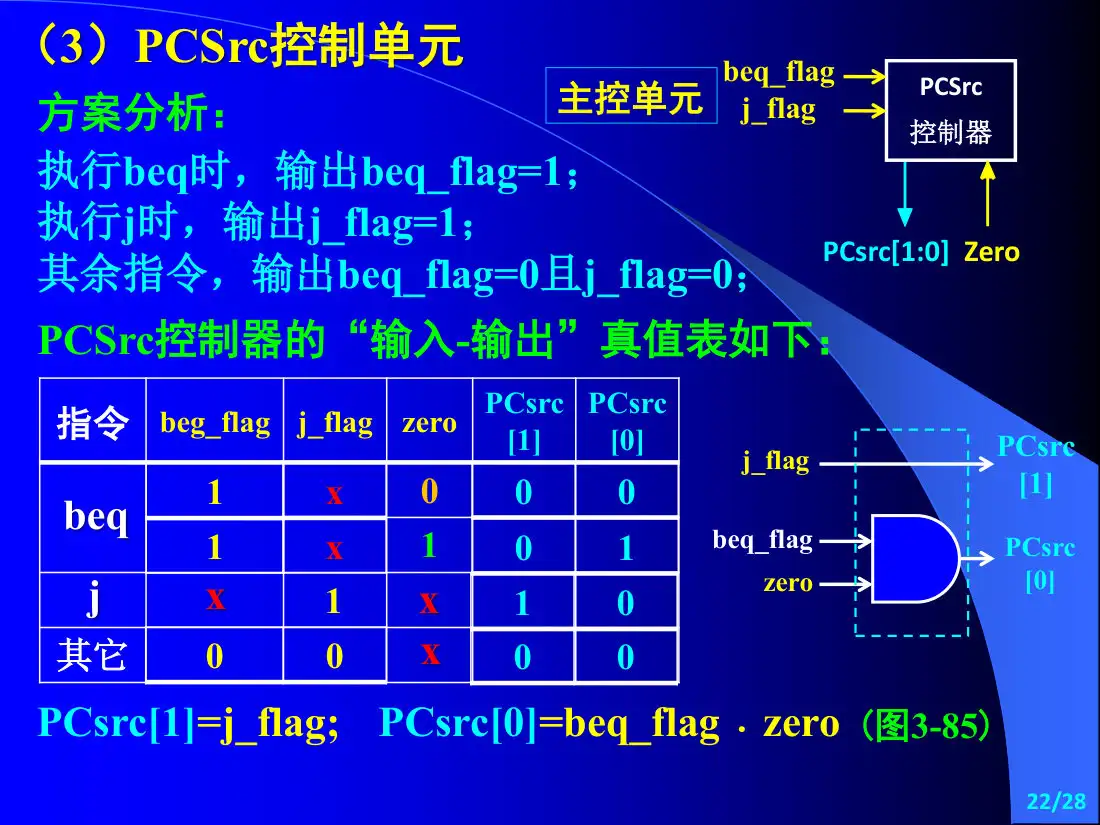 （3）PCSrc控制单元
主控单元
beq_flag
j_flag
PCSrc
控制器
PCsrc[1:0] Zero
方案分析：
执行beq时，输出beq_flag=1；
执行j时，输出j_flag=1；
其余指令，输出beq_flag=0且j_flag=0；
PCSrc控制器的“输入-输出”真值表如下：
指令 beg_flag j_flag zero PCsrc[1] PCsrc[0]
beq 1 x 0 0 0
1 x 1 0 1
j x 1 x 1 0
其它 0 0 x 0 0
j_flag
PCsrc
[1]
beq_flag
zero
PCsrc
[0]
PCsrc[1]=j_flag; PCsrc[0]=beq_flag · zero (图3-85)
22/28